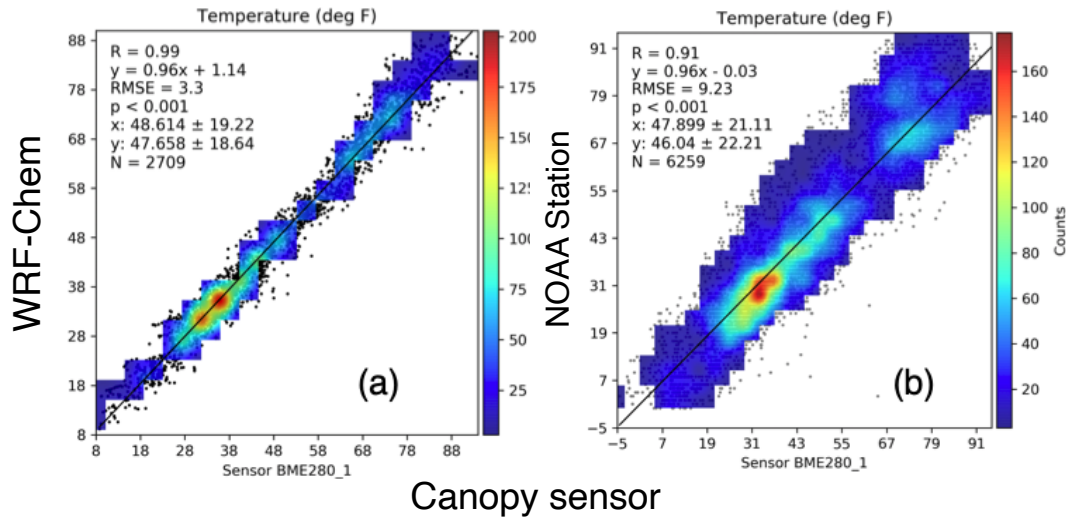 Temperature (deg F)
R = 0.99
y = 0.96x + 1.14
RMSE = 3.3
p < 0.001
x: 48.614 ± 19.22
y: 47.658 ± 18.64
N = 2709
88
78
68
58
48
38
28
18
8
8 18 28 38 48 58 68 78 88
Sensor BME280_1
WRF-Chem
(a)
200
175
150
125
100
75
50
25
Temperature (deg F)
R = 0.91
y = 0.96x - 0.03
RMSE = 9.23
p < 0.001
x: 47.899 ± 21.11
y: 46.04 ± 22.21
N = 6259
91
79
67
55
43
31
19
7
−5
−5 7 19 31 43 55 67 79 91
Sensor BME280_1
NOAA Station
(b)
160
140
120
100
80
60
40
20
Counts
Canopy sensor